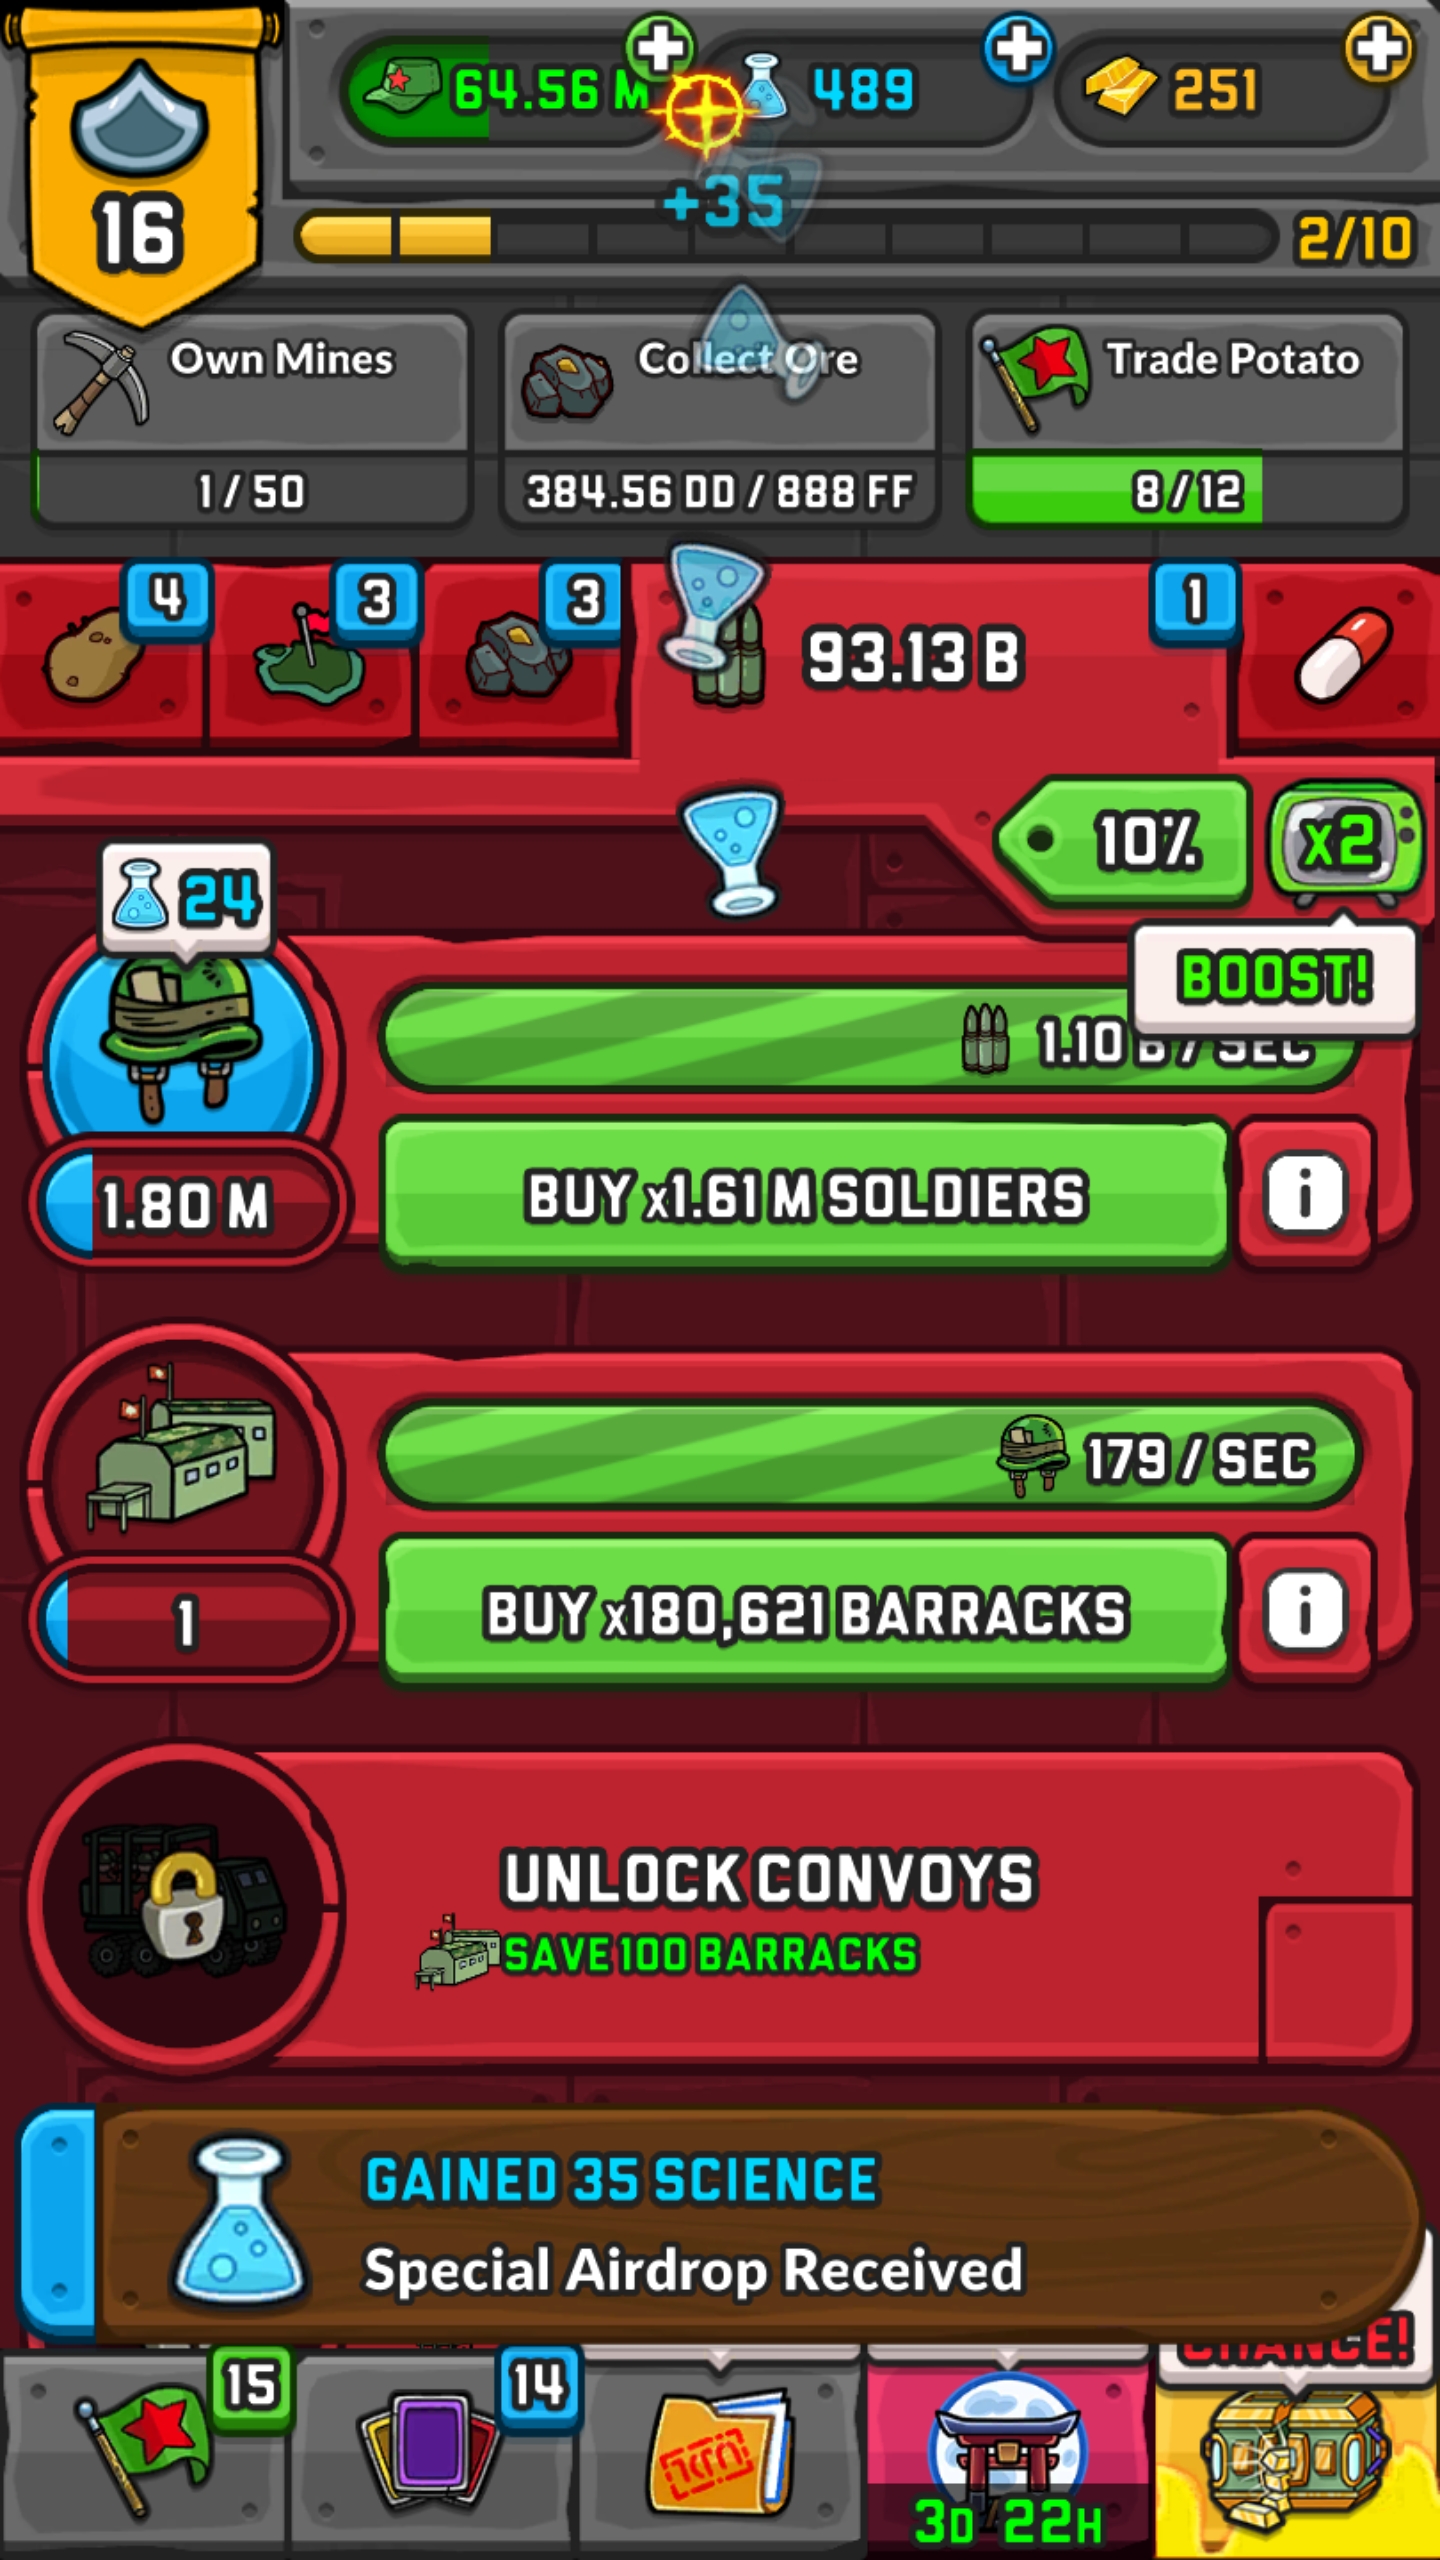 64.56 M
489
251
16
+35
2/10
Own Mines
Collect Ore
Trade Potato
1 / 50
384.56 DD / 888 FF
8 / 12
4
3
3
93.13 B
1
10%
x2
24
BOOST!
1.10 B / SEC
1.80 M
BUY x1.61 M SOLDIERS
i
179 / SEC
1
BUY x180,621 BARRACKS
i
UNLOCK CONVOYS
SAVE 100 BARRACKS
GAINED 35 SCIENCE
Special Airdrop Received
CHANCE!
15
14
3D 22H